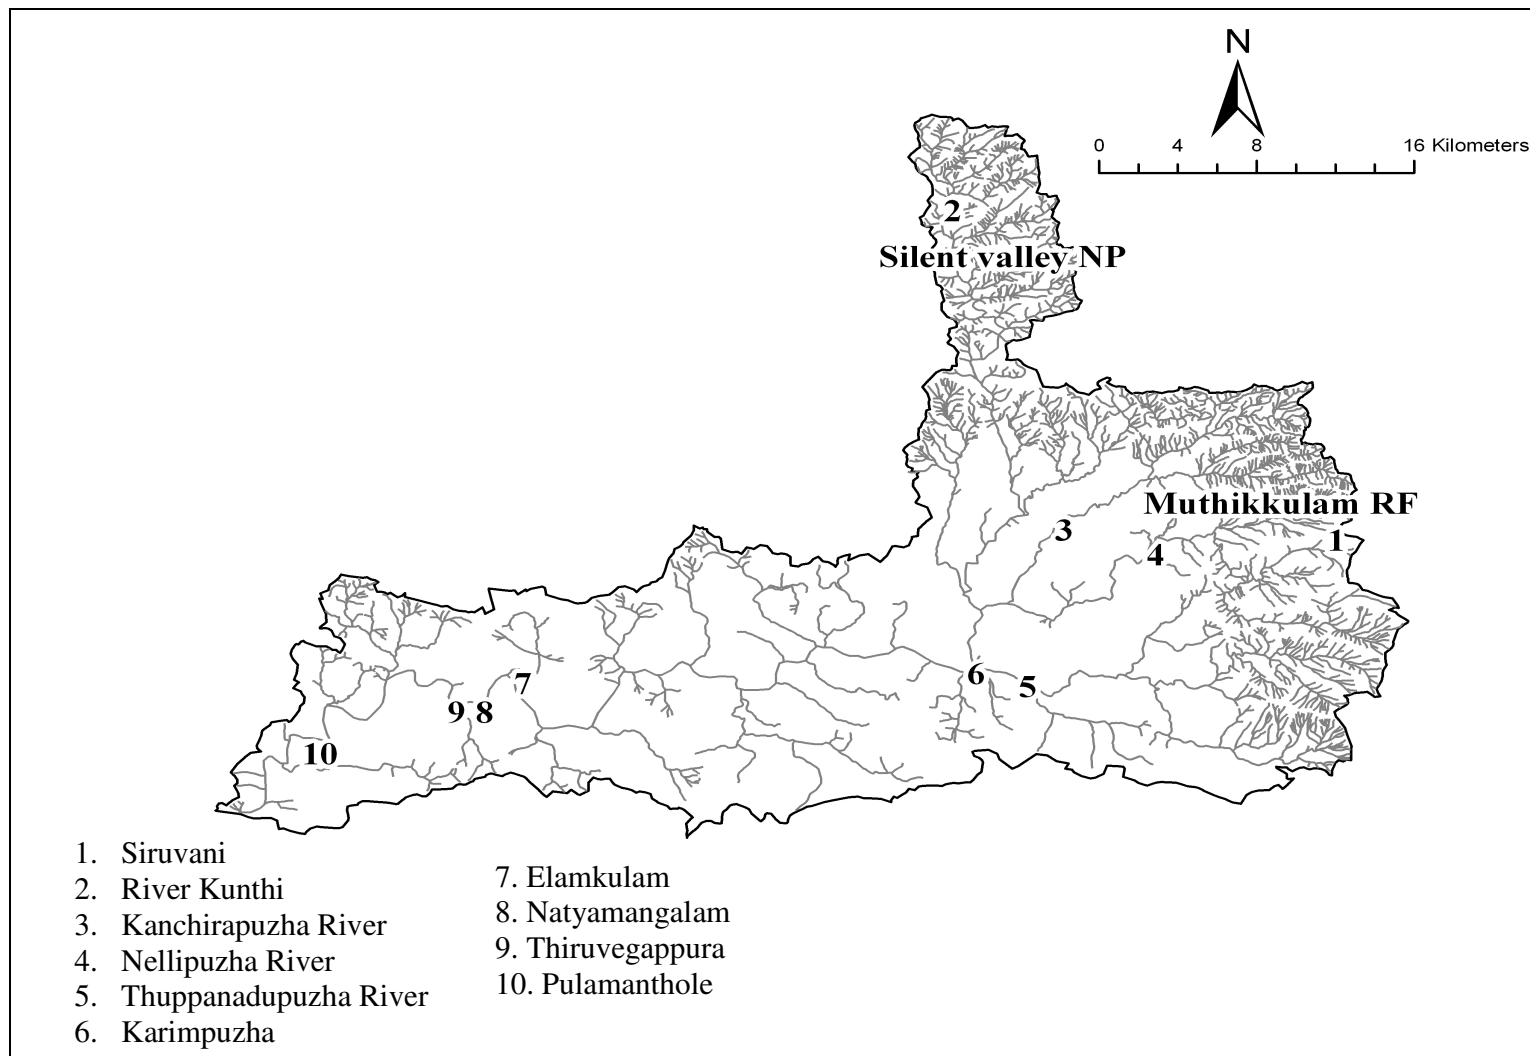 N
0 4 8 16 Kilometers
2
Silent valley NP
Muthikkulam RF
3
1
4
6
5
7
9 8
10
1. Siruvani
2. River Kunthi
3. Kanchirapuzha River
4. Nellipuzha River
5. Thuppanadupuzha River
6. Karimpuzha
7. Elamkulam
8. Natyamangalam
9. Thiruvegappura
10. Pulamanthole